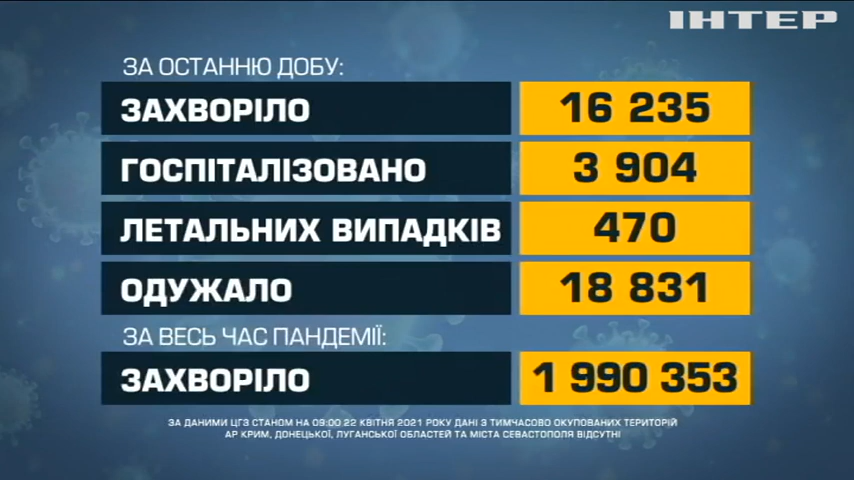 ІНТЕР
ЗА ОСТАННЮ ДОБУ:
ЗАХВОРІЛО 16 235
ГОСПІТАЛІЗОВАНО 3 904
ЛЕТАЛЬНИХ ВИПАДКІВ 470
ОДУЖАЛО 18 831
ЗА ВЕСЬ ЧАС ПАНДЕМІЇ:
ЗАХВОРІЛО 1 990 353
ЗА ДАНИМИ ЦГЗ СТАНОМ НА 09:00 22 КВІТНЯ 2021 РОКУ ДАНІ З ТИМЧАСОВО ОКУПОВАНИХ ТЕРИТОРІЙ
АР КРИМ, ДОНЕЦЬКОЇ, ЛУГАНСЬКОЇ ОБЛАСТЕЙ ТА МІСТА СЕВАСТОПОЛЯ ВІДСУТНІ